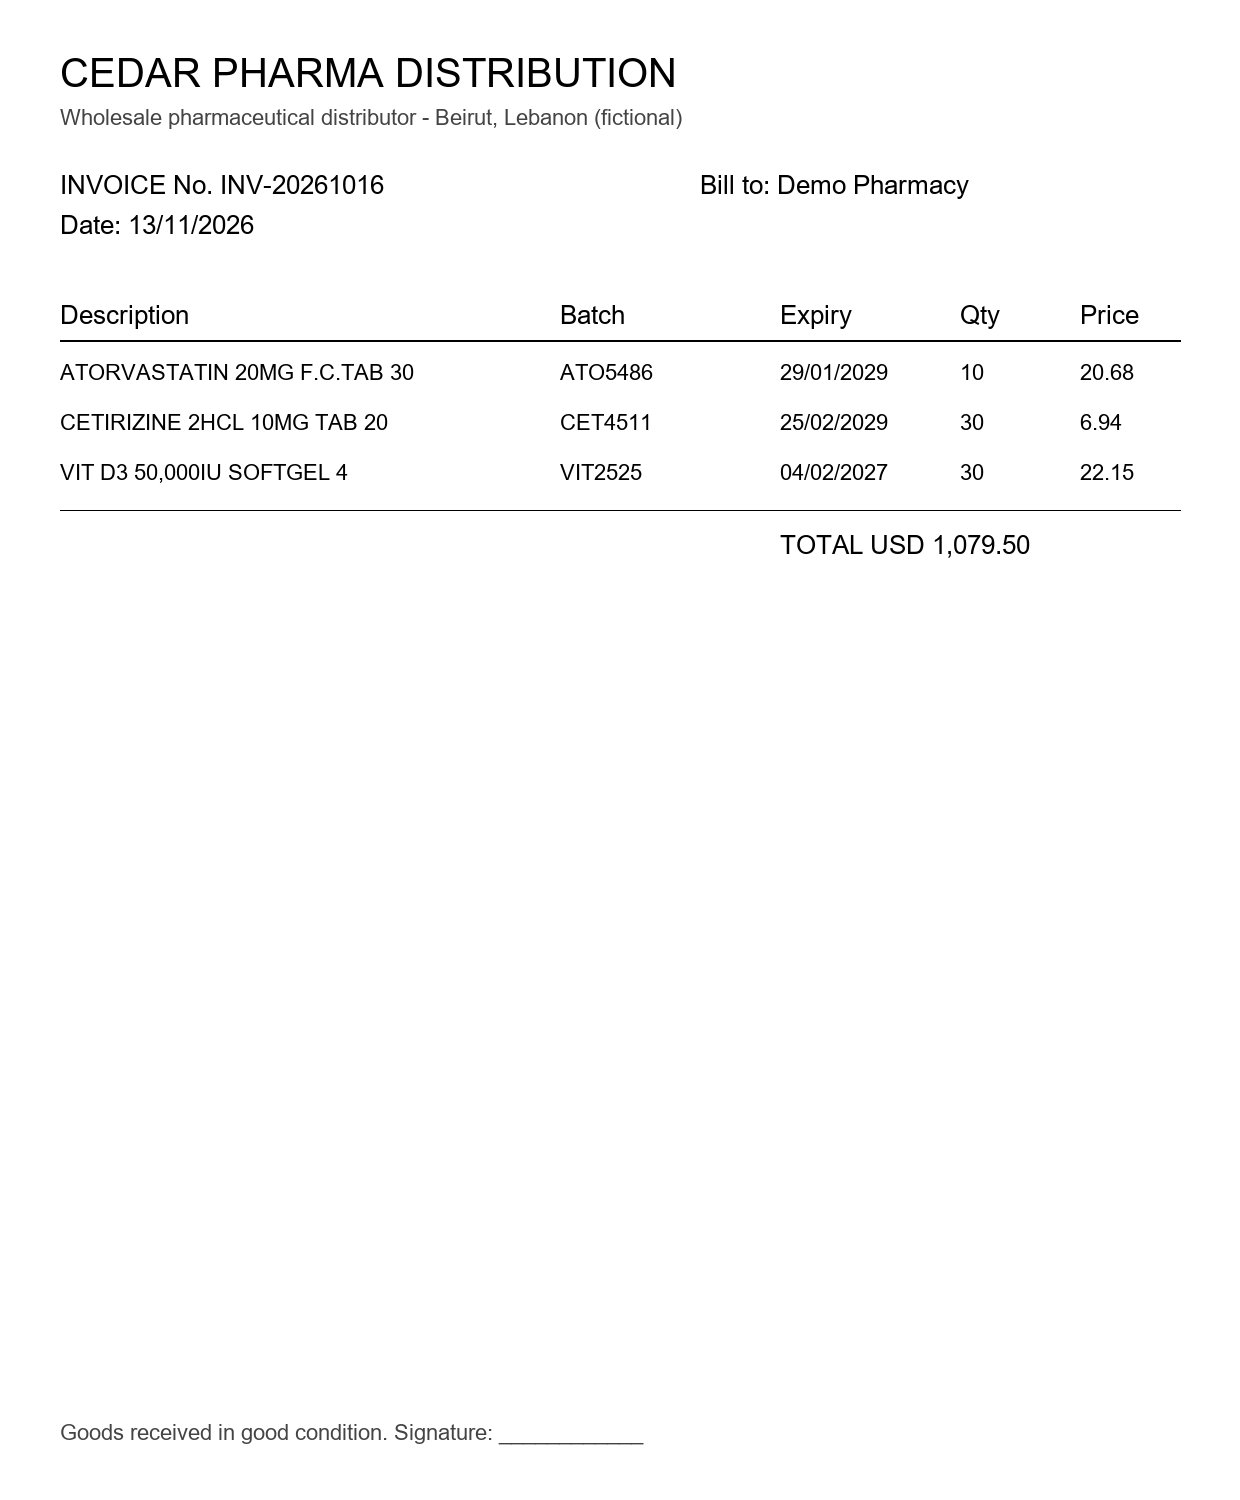 CEDAR PHARMA DISTRIBUTION
Wholesale pharmaceutical distributor - Beirut, Lebanon (fictional)
INVOICE No. INV-20261016 Bill to: Demo Pharmacy
Date: 13/11/2026
Description Batch Expiry Qty Price
ATORVASTATIN 20MG F.C.TAB 30 ATO5486 29/01/2029 10 20.68
CETIRIZINE 2HCL 10MG TAB 20 CET4511 25/02/2029 30 6.94
VIT D3 50,000IU SOFTGEL 4 VIT2525 04/02/2027 30 22.15
TOTAL USD 1,079.50
Goods received in good condition. Signature: ____________